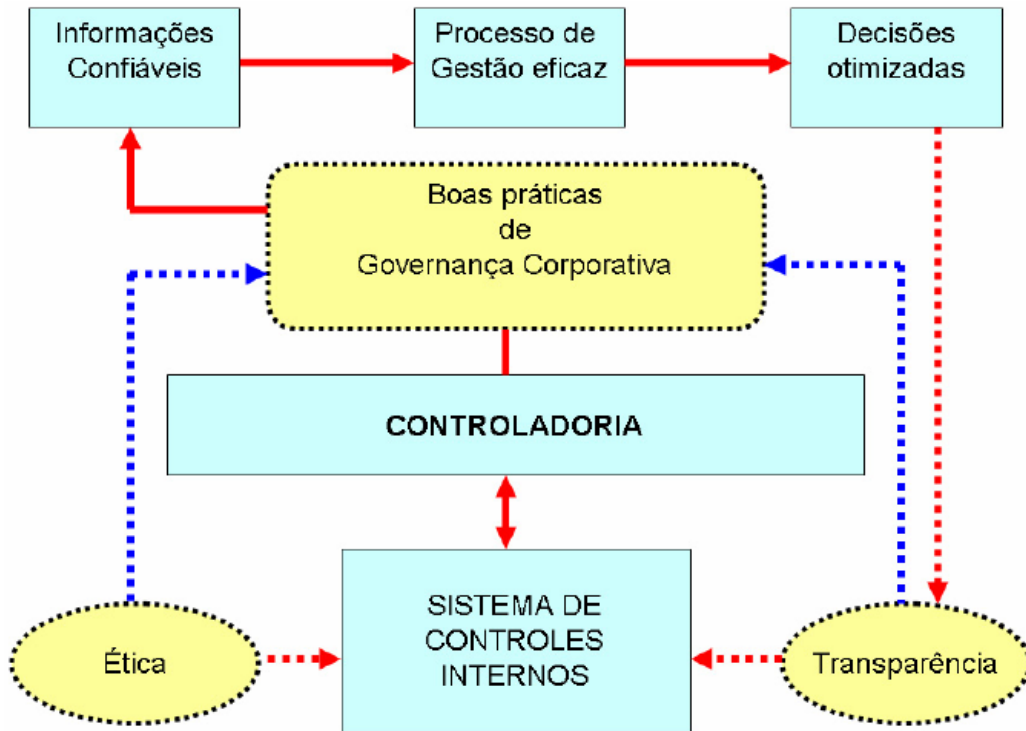 Informações
Confiáveis
Processo de
Gestão eficaz
Decisões
otimizadas
Boas práticas
de
Governança Corporativa
CONTROLADORIA
SISTEMA DE
CONTROLES
INTERNOS
Ética
Transparência